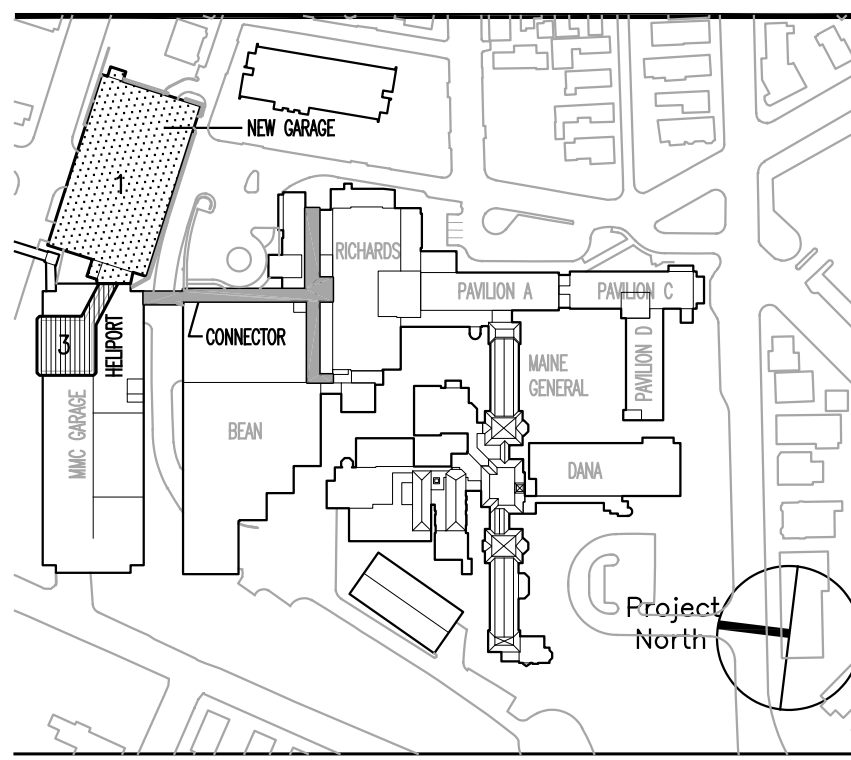 NEW GARAGE
1
RICHARDS
PAVILION A
PAVILION C
CONNECTOR
3
HELIPORT
PAVILION D
MAINE
GENERAL
MMC GARAGE
BEAN
DANA
Project
North